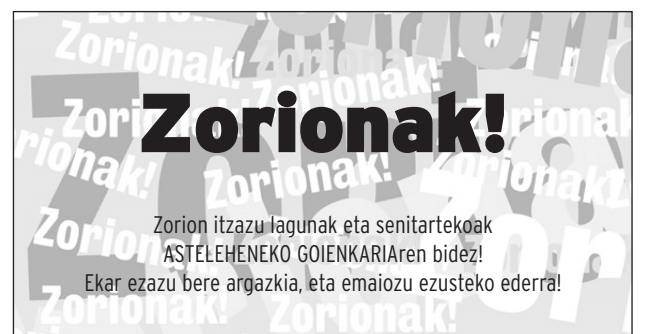 Zorionak!
Zorion itzazu lagunak eta senitartekoak
ASTELEHENEKO GOIENKARIAren bidez!
Ekar ezazu bere argazkia, eta emaiozu ezusteko ederra!